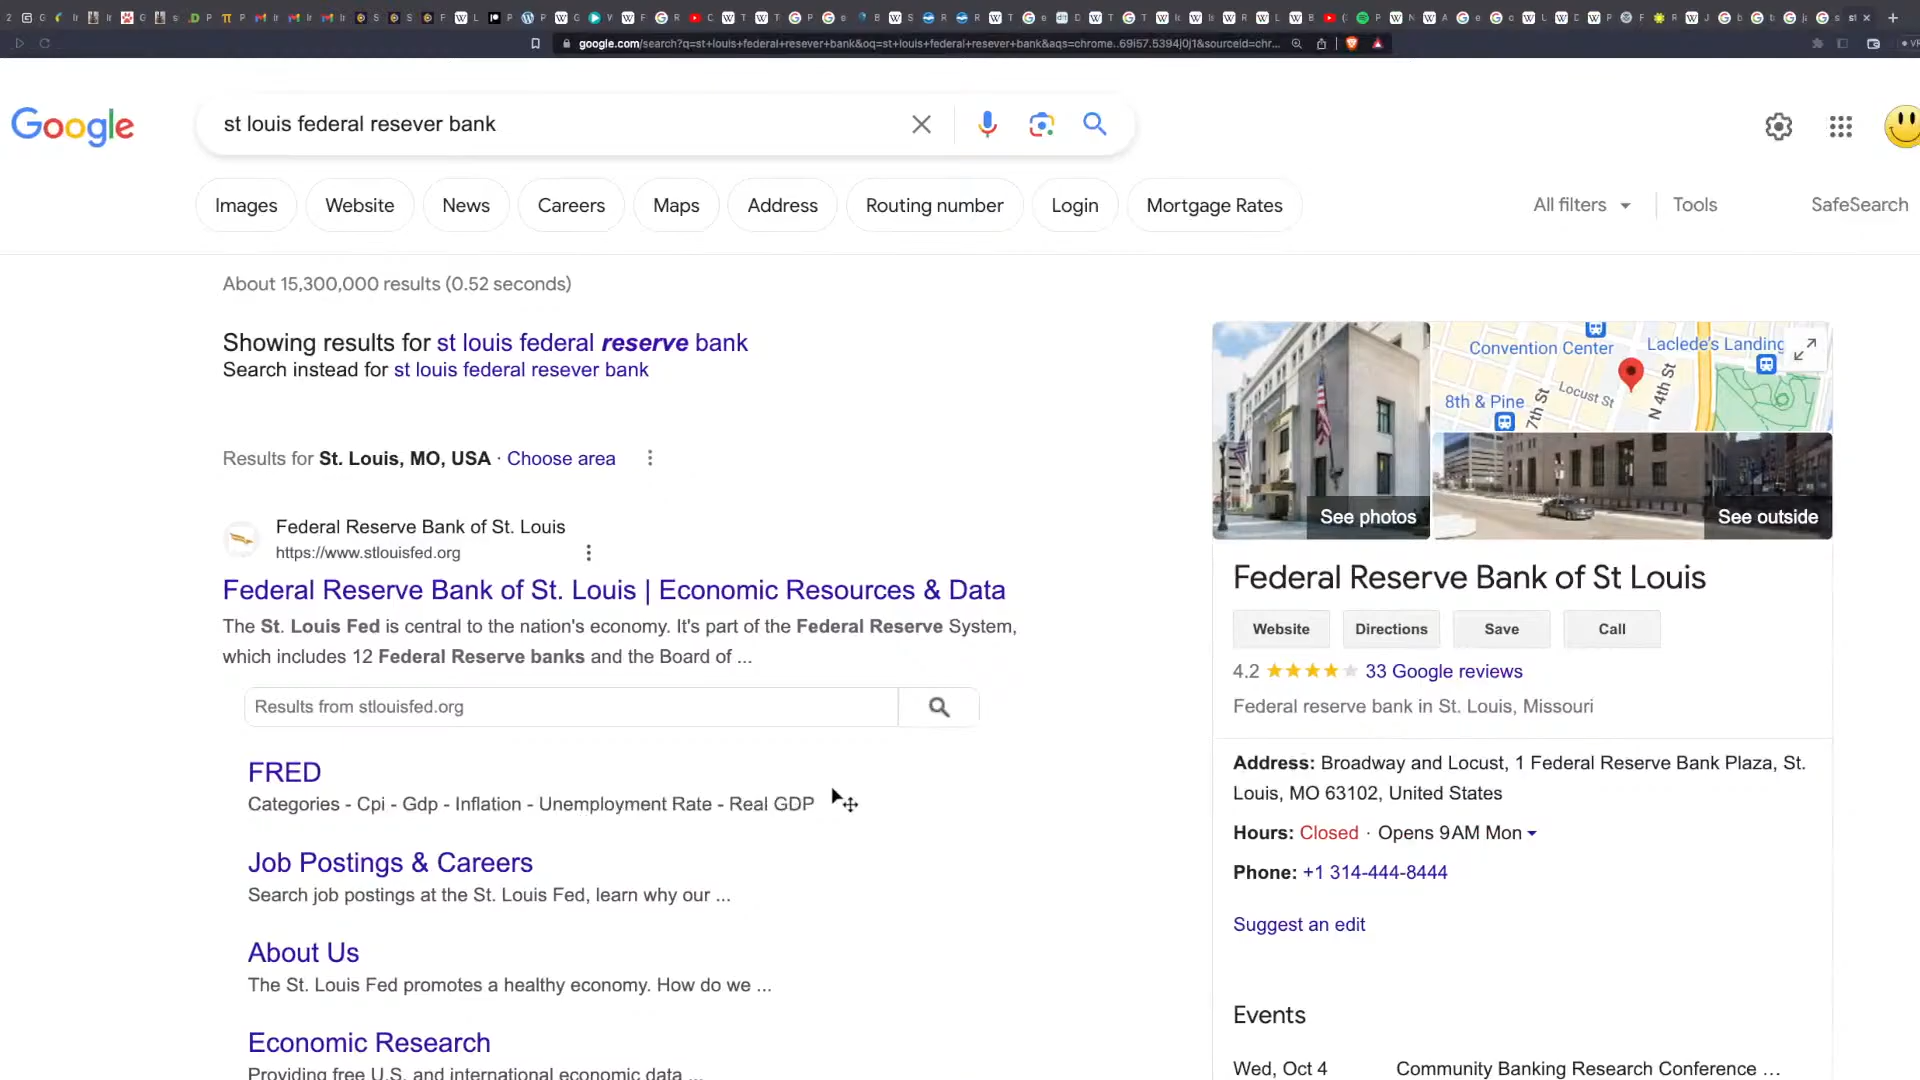 google.com/search?q=st+louis+federal+resever+bank&oq=st+louis+federal+resever+bank&aqs=chrome..69i57.5394j0j1&sourceid=chr...
Google
st louis federal resever bank
Images
Website
News
Careers
Maps
Address
Routing number
Login
Mortgage Rates
All filters
Tools
SafeSearch
About 15,300,000 results (0.52 seconds)
Showing results for st louis federal reserve bank
Search instead for st louis federal resever bank
Results for St. Louis, MO, USA · Choose area
Federal Reserve Bank of St. Louis
https://www.stlouisfed.org
Federal Reserve Bank of St. Louis | Economic Resources & Data
The St. Louis Fed is central to the nation's economy. It's part of the Federal Reserve System,
which includes 12 Federal Reserve banks and the Board of ...
Results from stlouisfed.org
FRED
Categories - Cpi - Gdp - Inflation - Unemployment Rate - Real GDP
Job Postings & Careers
Search job postings at the St. Louis Fed, learn why our ...
About Us
The St. Louis Fed promotes a healthy economy. How do we ...
Economic Research
Providing free U.S. and international economic data ...
Convention Center
Laclede's Landing
Locust St
N 4th St
8th & Pine
7th St
See photos
See outside
Federal Reserve Bank of St Louis
Website
Directions
Save
Call
4.2
33 Google reviews
Federal reserve bank in St. Louis, Missouri
Address: Broadway and Locust, 1 Federal Reserve Bank Plaza, St.
Louis, MO 63102, United States
Hours: Closed · Opens 9 AM Mon
Phone: +1 314-444-8444
Suggest an edit
Events
Wed, Oct 4
Community Banking Research Conference ...